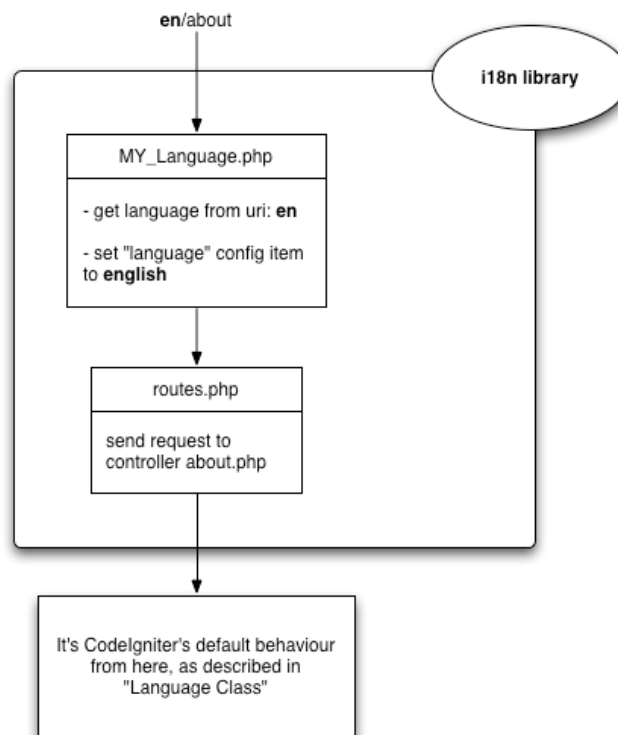 en/about
i18n library
MY_Language.php
- get language from uri: en
- set "language" config item
to english
routes.php
send request to
controller about.php
It's CodeIgniter's default behaviour
from here, as described in
"Language Class"